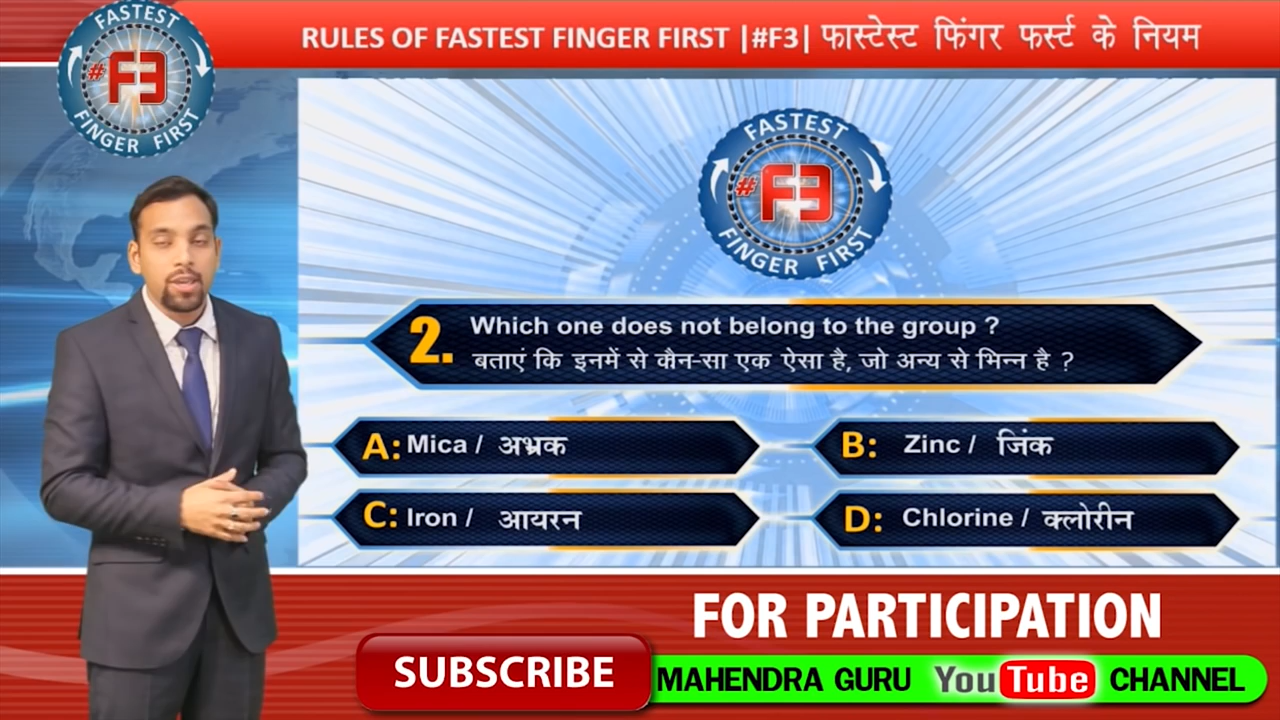 FASTEST
#F3
FINGER FIRST
RULES OF FASTEST FINGER FIRST |#F3| फास्टेस्ट फिंगर फर्स्ट के नियम
FASTEST
#F3
FINGER FIRST
2. Which one does not belong to the group ?
बताएं कि इनमें से कौन-सा एक ऐसा है, जो अन्य से भिन्न है ?
A: Mica / अभ्रक
B: Zinc / जिंक
C: Iron / आयरन
D: Chlorine / क्लोरीन
FOR PARTICIPATION
SUBSCRIBE
MAHENDRA GURU YouTube CHANNEL